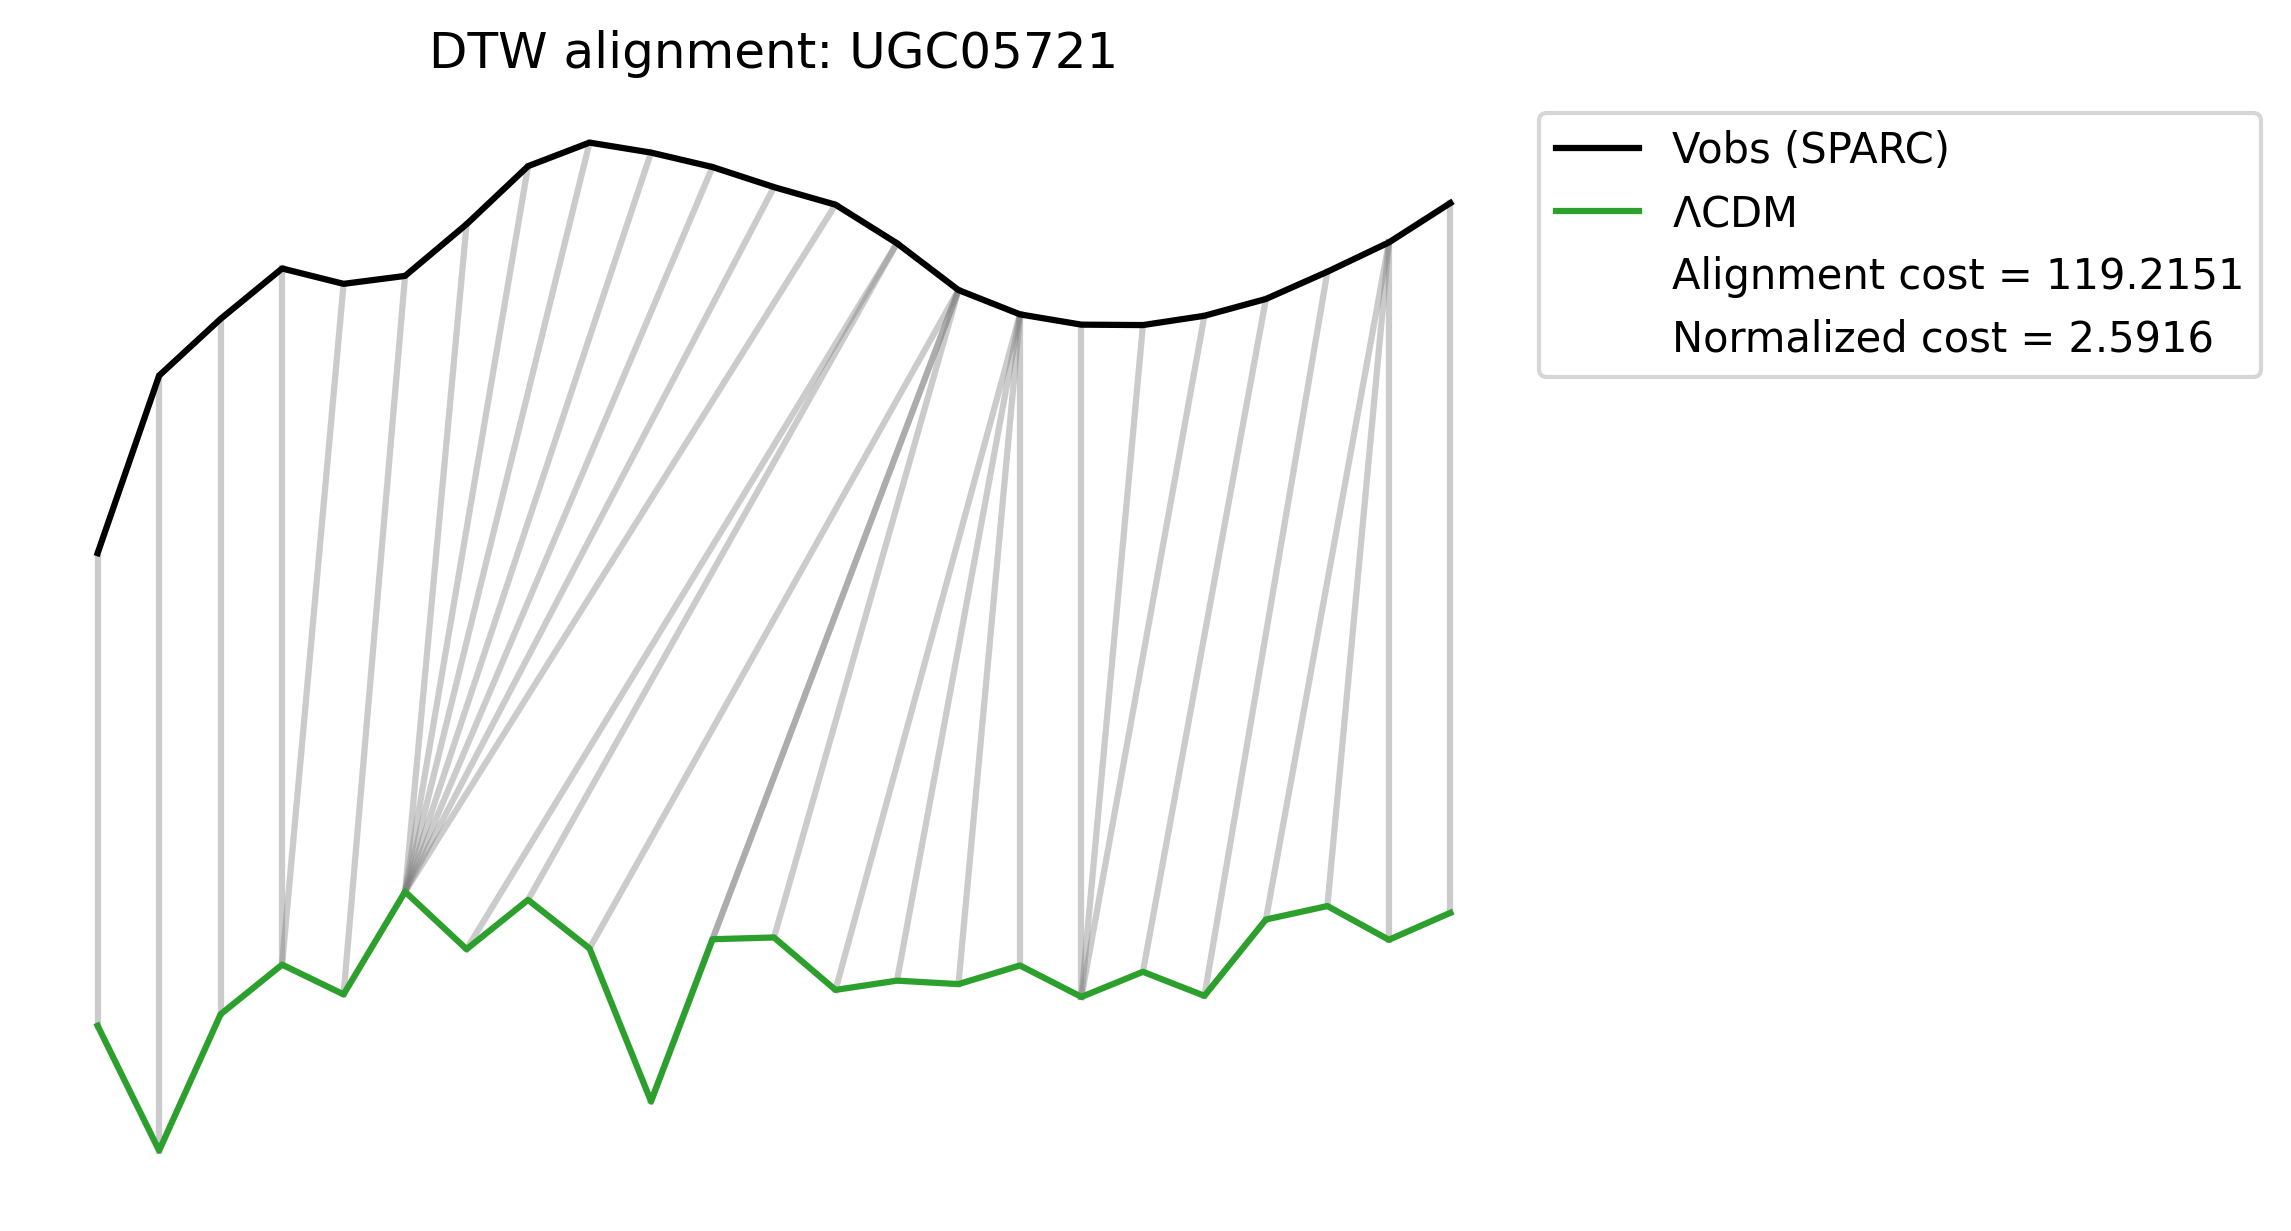 DTW alignment: UGC05721
Vobs (SPARC)
ΛCDM
Alignment cost = 119.2151
Normalized cost = 2.5916